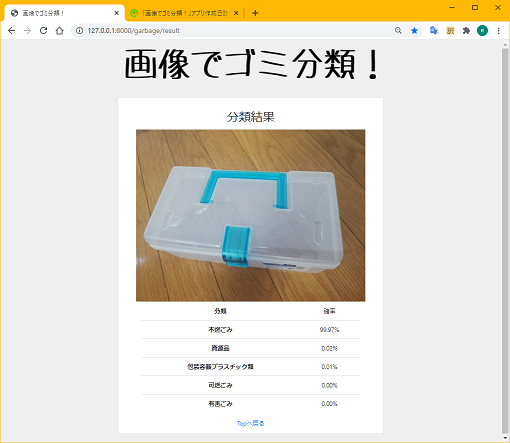 画像でゴミ分類！
「画像でゴミ分類！」アプリ作成日記
127.0.0.1:8000/garbage/result
画像でゴミ分類！
分類結果
分類 確率
不燃ごみ 99.97%
資源品 0.02%
包装容器プラスチック類 0.01%
可燃ごみ 0.00%
有害ごみ 0.00%
Topへ戻る